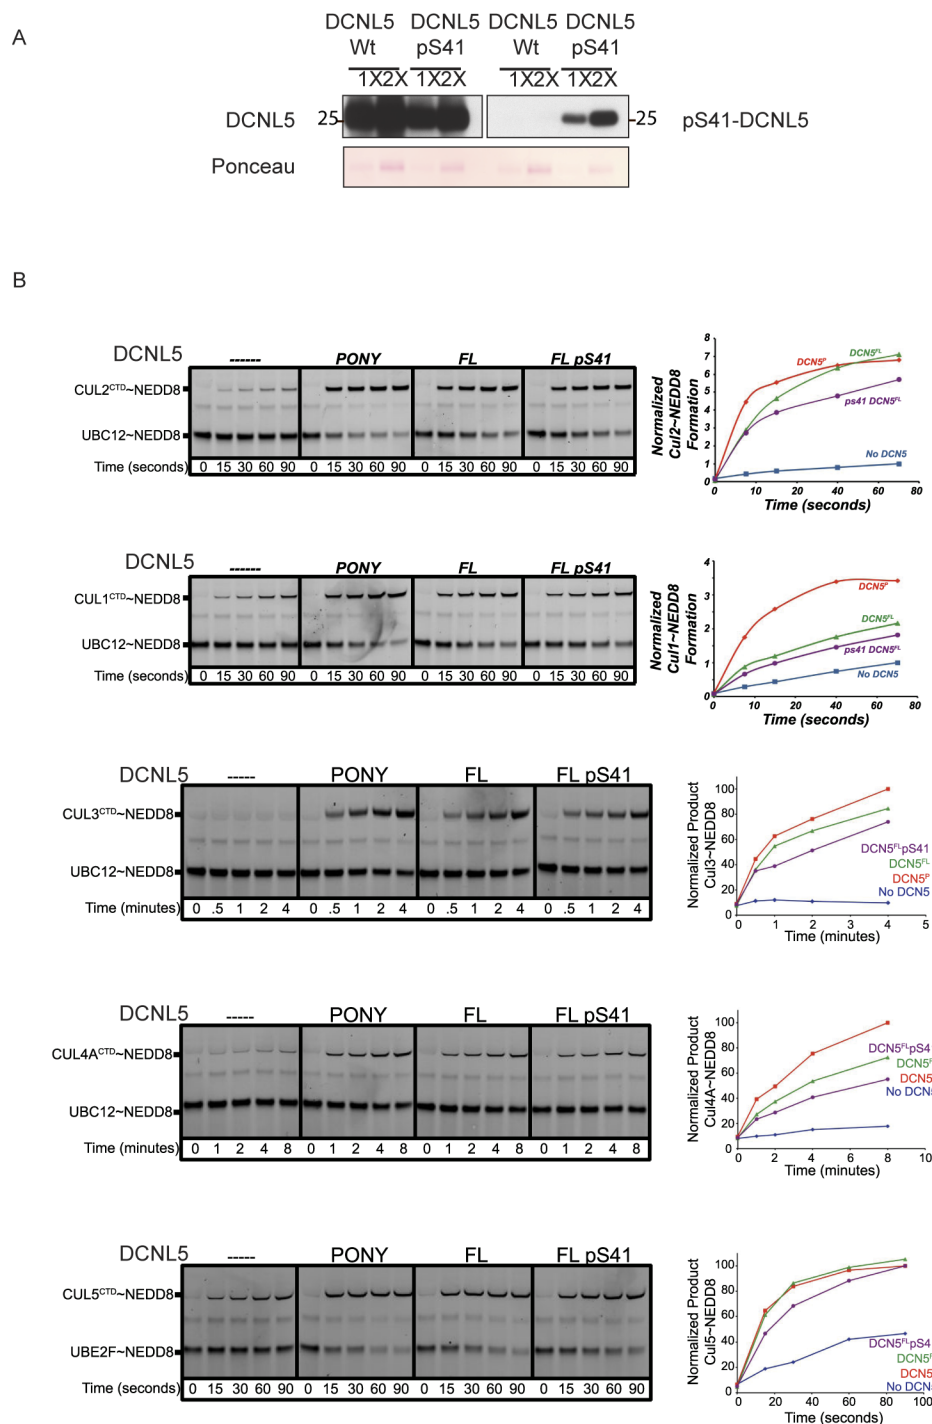 A
DCNL5 DCNL5
Wt pS41
1X2X 1X2X
DCNL5 DCNL5
Wt pS41
1X2X 1X2X
DCNL5 25 25 pS41-DCNL5
Ponceau
B
DCNL5 ------ PONY FL FL pS41
CUL2CTD~NEDD8
UBC12~NEDD8
Time (seconds) 0 15 30 60 90 0 15 30 60 90 0 15 30 60 90 0 15 30 60 90
Normalized
Cul2~NEDD8
Formation
8
7
6
5
4
3
2
1
0
DCN5P
DCN5FL
ps41 DCN5FL
No DCN5
0 10 20 40 60 80
Time (seconds)
DCNL5 ------ PONY FL FL pS41
CUL1CTD~NEDD8
UBC12~NEDD8
Time (seconds) 0 15 30 60 90 0 15 30 60 90 0 15 30 60 90 0 15 30 60 90
Normalized
Cul1~NEDD8
Formation
4
3
2
1
0
DCN5P
DCN5FL
ps41 DCN5FL
No DCN5
0 10 20 40 60 80
Time (seconds)
DCNL5 ----- PONY FL FL pS41
CUL3CTD~NEDD8
UBC12~NEDD8
Time (minutes) 0 .5 1 2 4 0 .5 1 2 4 0 .5 1 2 4 0 .5 1 2 4
Normalized Product
Cul3~NEDD8
100
80
60
40
20
0
DCN5FLpS41
DCN5FL
DCN5P
No DCN5
0 1 2 3 4 5
Time (minutes)
DCNL5 ----- PONY FL FL pS41
CUL4ACTD~NEDD8
UBC12~NEDD8
Time (minutes) 0 1 2 4 8 0 1 2 4 8 0 1 2 4 8 0 1 2 4 8
Normalized Product
Cul4A~NEDD8
100
80
60
40
20
0
DCN5FLpS4
DCN5F
DCN5
No DCN5
0 2 4 6 8 10
Time (minutes)
DCNL5 ----- PONY FL FL pS41
CUL5CTD~NEDD8
UBE2F~NEDD8
Time (seconds) 0 15 30 60 90 0 15 30 60 90 0 15 30 60 90 0 15 30 60 90
Normalized Product
Cul5~NEDD8
100
80
60
40
20
0
DCN5FLpS4
DCN5F
DCN5
No DCN5
0 20 40 60 80 100
Time (seconds)